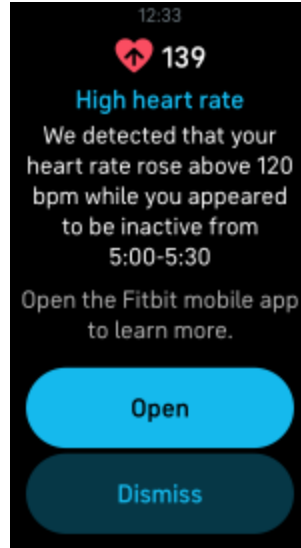 12:33
139
High heart rate
We detected that your
heart rate rose above 120
bpm while you appeared
to be inactive from
5:00-5:30
Open the Fitbit mobile app
to learn more.
Open
Dismiss